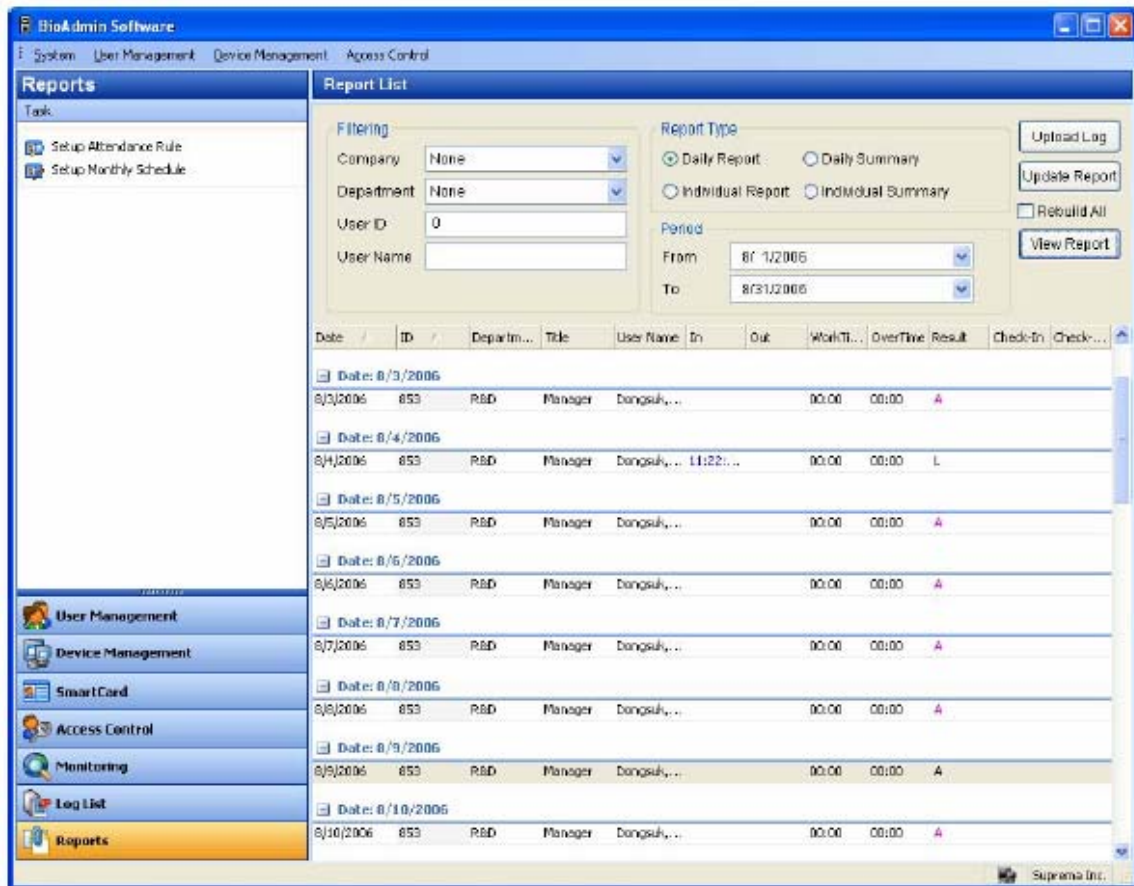 BioAdmin Software
System User Management Device Management Access Control
Reports
Task
Setup Attendance Rule
Setup Monthly Schedule
User Management
Device Management
SmartCard
Access Control
Monitoring
Log List
Reports
Report List
Filtering
Company None
Department None
User ID 0
User Name
Report Type
Daily Report Daily Summary
Individual Report Individual Summary
Period
From 8/ 1/2006
To 8/31/2006
Upload Log
Update Report
Rebuild All
View Report
Date ID Departm... Title User Name In Out WorkTi... OverTime Result Check-In Check-...
Date: 8/3/2006
8/3/2006 853 R&D Manager Dongsuk,... 00:00 00:00 A
Date: 8/4/2006
8/4/2006 853 R&D Manager Dongsuk,... 11:22:... 00:00 00:00 L
Date: 8/5/2006
8/5/2006 853 R&D Manager Dongsuk,... 00:00 00:00 A
Date: 8/6/2006
8/6/2006 853 R&D Manager Dongsuk,... 00:00 00:00 A
Date: 8/7/2006
8/7/2006 853 R&D Manager Dongsuk,... 00:00 00:00 A
Date: 8/8/2006
8/8/2006 853 R&D Manager Dongsuk,... 00:00 00:00 A
Date: 8/9/2006
8/9/2006 853 R&D Manager Dongsuk,... 00:00 00:00 A
Date: 8/10/2006
8/10/2006 853 R&D Manager Dongsuk,... 00:00 00:00 A
Suprema Inc.